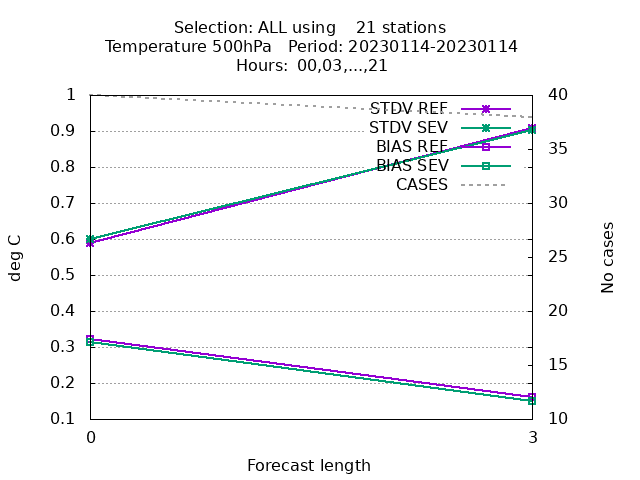 Selection: ALL using    21 stations
Temperature 500hPa   Period: 20230114-20230114
Hours:  00,03,...,21
STDV REF
STDV SEV
BIAS REF
BIAS SEV
CASES
1
0.9
0.8
0.7
0.6
0.5
0.4
0.3
0.2
0.1
40
35
30
25
20
15
10
deg C
No cases
0
3
Forecast length